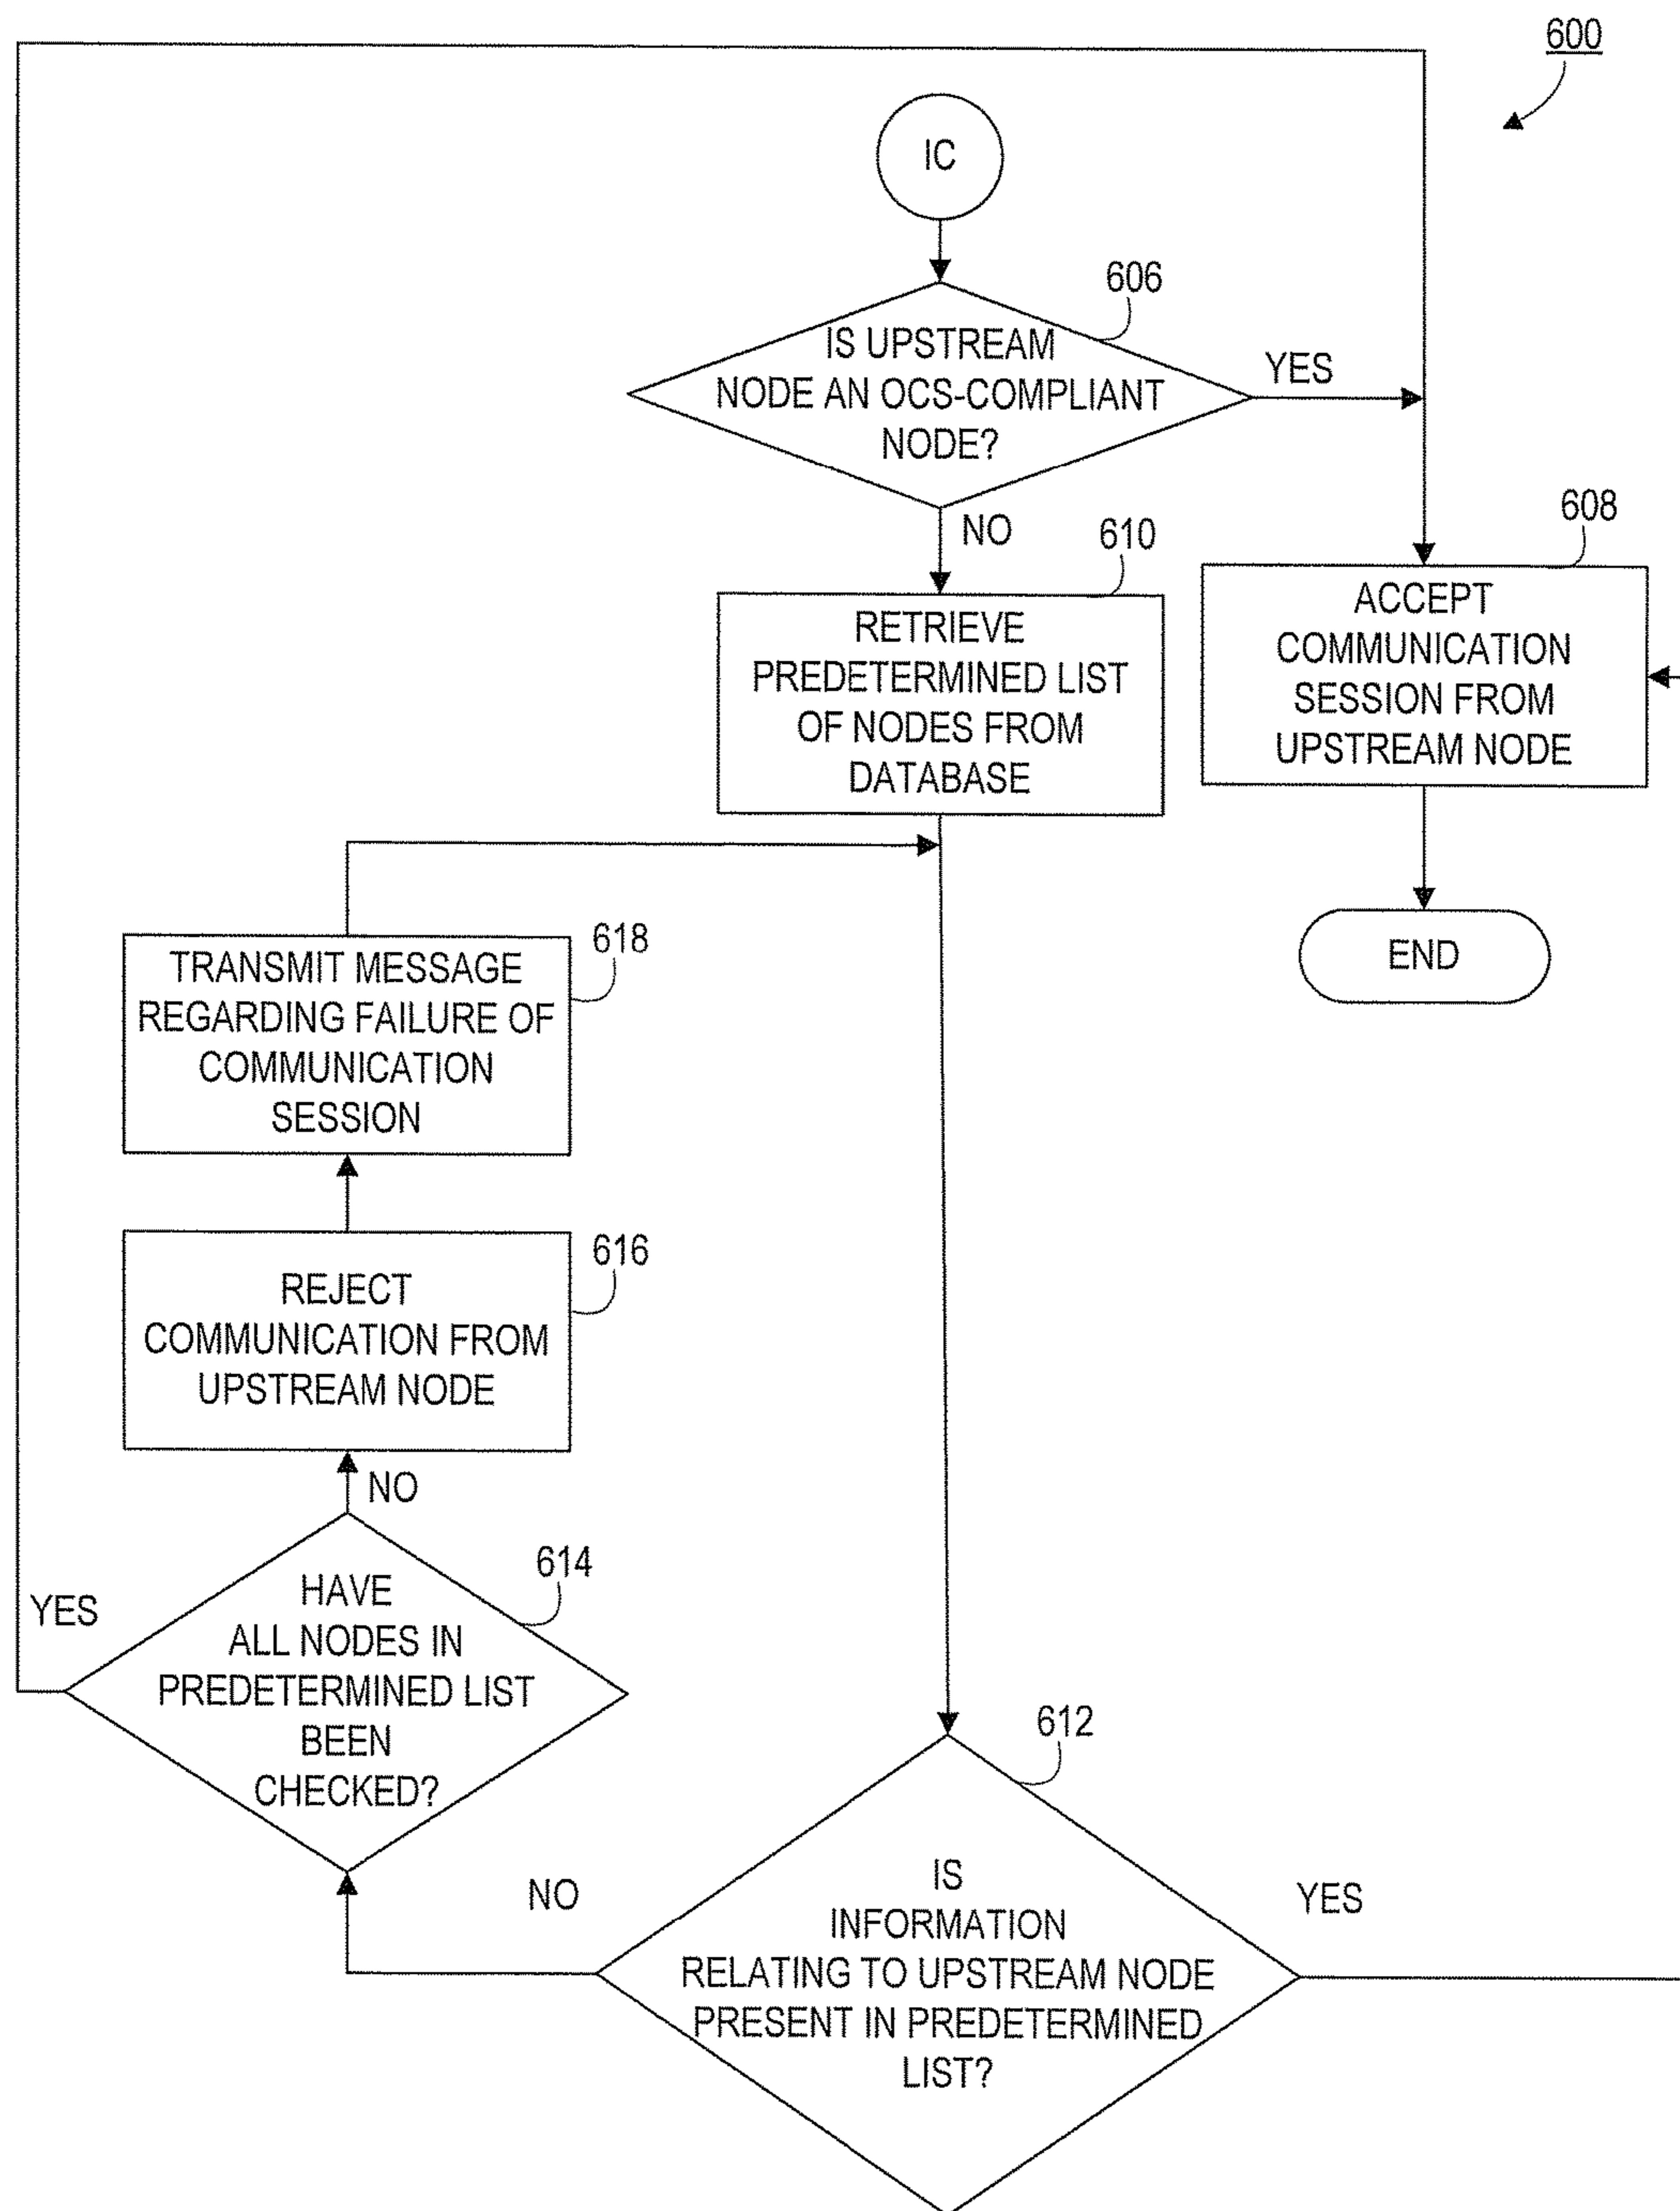 600
IC
606
IS UPSTREAM
NODE AN OCS-COMPLIANT
NODE?
YES
NO
610
608
RETRIEVE
PREDETERMINED LIST
OF NODES FROM
DATABASE
ACCEPT
COMMUNICATION
SESSION FROM
UPSTREAM NODE
END
618
TRANSMIT MESSAGE
REGARDING FAILURE OF
COMMUNICATION
SESSION
616
REJECT
COMMUNICATION FROM
UPSTREAM NODE
NO
614
YES
HAVE
ALL NODES IN
PREDETERMINED LIST
BEEN
CHECKED?
612
NO
YES
IS
INFORMATION
RELATING TO UPSTREAM NODE
PRESENT IN PREDETERMINED
LIST?